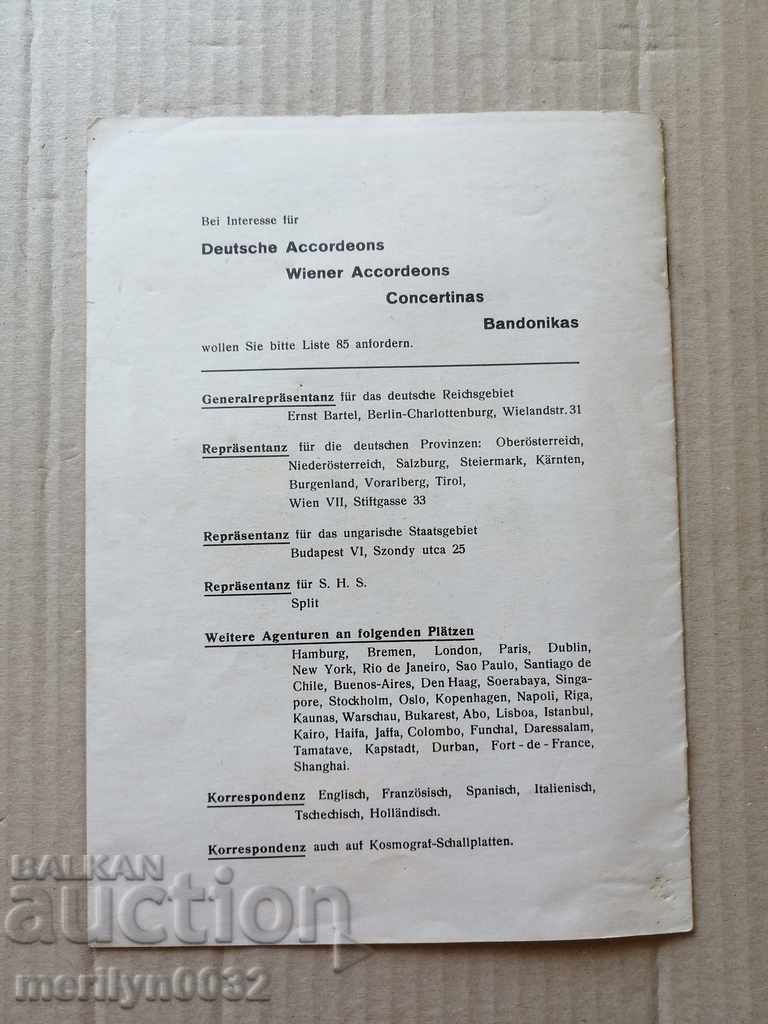 Bei Interesse für
Deutsche Accordeons
Wiener Accordeons
Concertinas
Bandonikas
wollen Sie bitte Liste 85 anfordern.
Generalrepräsentanz für das deutsche Reichsgebiet
Ernst Bartel, Berlin-Charlottenburg, Wielandstr. 31
Repräsentanz für die deutschen Provinzen: Oberösterreich,
Niederösterreich, Salzburg, Steiermark, Kärnten,
Burgenland, Vorarlberg, Tirol,
Wien VII, Stiftgasse 33
Repräsentanz für das ungarische Staatsgebiet
Budapest VI, Szondy utca 25
Repräsentanz für S. H. S.
Split
Weitere Agenturen an folgenden Plätzen
Hamburg, Bremen, London, Paris, Dublin,
New York, Rio de Janeiro, Sao Paulo, Santiago de
Chile, Buenos-Aires, Den Haag, Soerabaya, Singa-
pore, Stockholm, Oslo, Kopenhagen, Napoli, Riga,
Kaunas, Warschau, Bukarest, Abo, Lisboa, Istanbul,
Kairo, Haifa, Jaffa, Colombo, Funchal, Daressalam,
Tamatave, Kapstadt, Durban, Fort-de-France,
Shanghai.
Korrespondenz Englisch, Französisch, Spanisch, Italienisch,
Tschechisch, Holländisch.
Korrespondenz auch auf Kosmograf-Schallplatten.
BALKAN
auction
merilyn0032